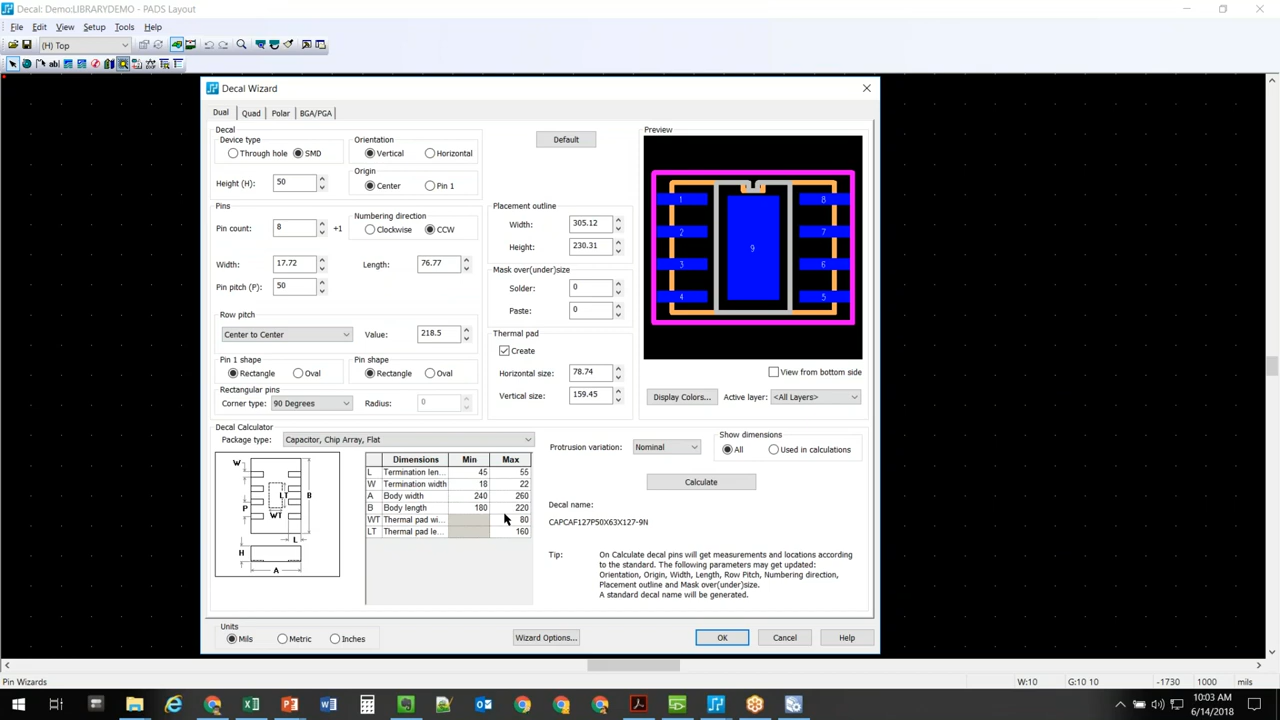 Decal: Demo:LIBRARYDEMO - PADS Layout
File Edit View Setup Tools Help
(H) Top
abl
Decal Wizard
Dual Quad Polar BGA/PGA
Decal
Device type
Through hole SMD
Orientation
Vertical Horizontal
Height (H): 50
Origin
Center Pin 1
Pins
Pin count: 8 +1
Numbering direction
Clockwise CCW
Width: 17.72 Length: 76.77
Pin pitch (P): 50
Row pitch
Center to Center Value: 218.5
Pin 1 shape
Rectangle Oval
Pin shape
Rectangle Oval
Rectangular pins
Corner type: 90 Degrees Radius: 0
Default
Placement outline
Width: 305.12
Height: 230.31
Mask over(under)size
Solder: 0
Paste: 0
Thermal pad
Create
Horizontal size: 78.74
Vertical size: 159.45
Preview
1 8
2 7
9
3 6
4 5
View from bottom side
Display Colors... Active layer: <All Layers>
Decal Calculator
Package type: Capacitor, Chip Array, Flat
W
P
LT
WT
B
L
H
A
Dimensions Min Max
L Termination len... 45 55
W Termination width 18 22
A Body width 240 260
B Body length 180 220
WT Thermal pad wi... 80
LT Thermal pad le... 160
Protrusion variation: Nominal
Show dimensions
All Used in calculations
Calculate
Decal name:
CAPCAF127P50X63X127-9N
Tip: On Calculate decal pins will get measurements and locations according
to the standard. The following parameters may get updated:
Orientation, Origin, Width, Length, Row Pitch, Numbering direction,
Placement outline and Mask over(under)size.
A standard decal name will be generated.
Units
Mils Metric Inches
Wizard Options... OK Cancel Help
Pin Wizards W:10 G:10 10 -1730 1000 mils
10:03 AM
6/14/2018